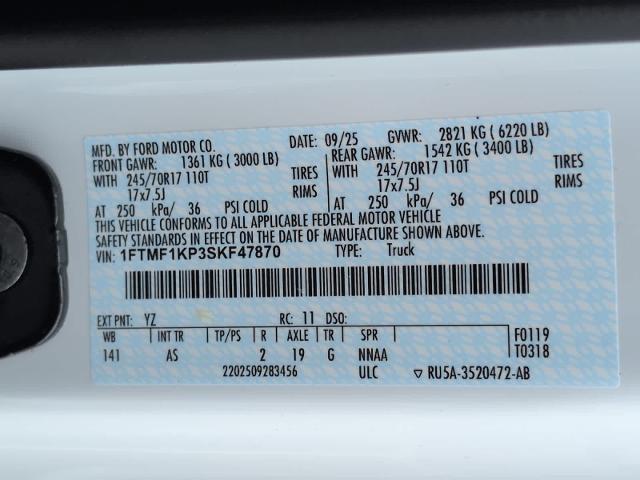 MFD. BY FORD MOTOR CO. DATE: 09/25 GVWR: 2821 KG ( 6220 LB)
FRONT GAWR: 1361 KG ( 3000 LB) REAR GAWR: 1542 KG ( 3400 LB)
WITH 245/70R17 110T TIRES WITH 245/70R17 110T TIRES
17x7.5J RIMS 17x7.5J RIMS
AT 250 kPa/ 36 PSI COLD AT 250 kPa/ 36 PSI COLD
THIS VEHICLE CONFORMS TO ALL APPLICABLE FEDERAL MOTOR VEHICLE
SAFETY STANDARDS IN EFFECT ON THE DATE OF MANUFACTURE SHOWN ABOVE.
VIN: 1FTMF1KP3SKF47870 TYPE: Truck
EXT PNT: YZ RC: 11 DSO:
WB INT TR TP/PS R AXLE TR SPR F0119
141 AS 2 19 G NNAA T0318
2202509283456 ULC ▽ RU5A-3520472-AB